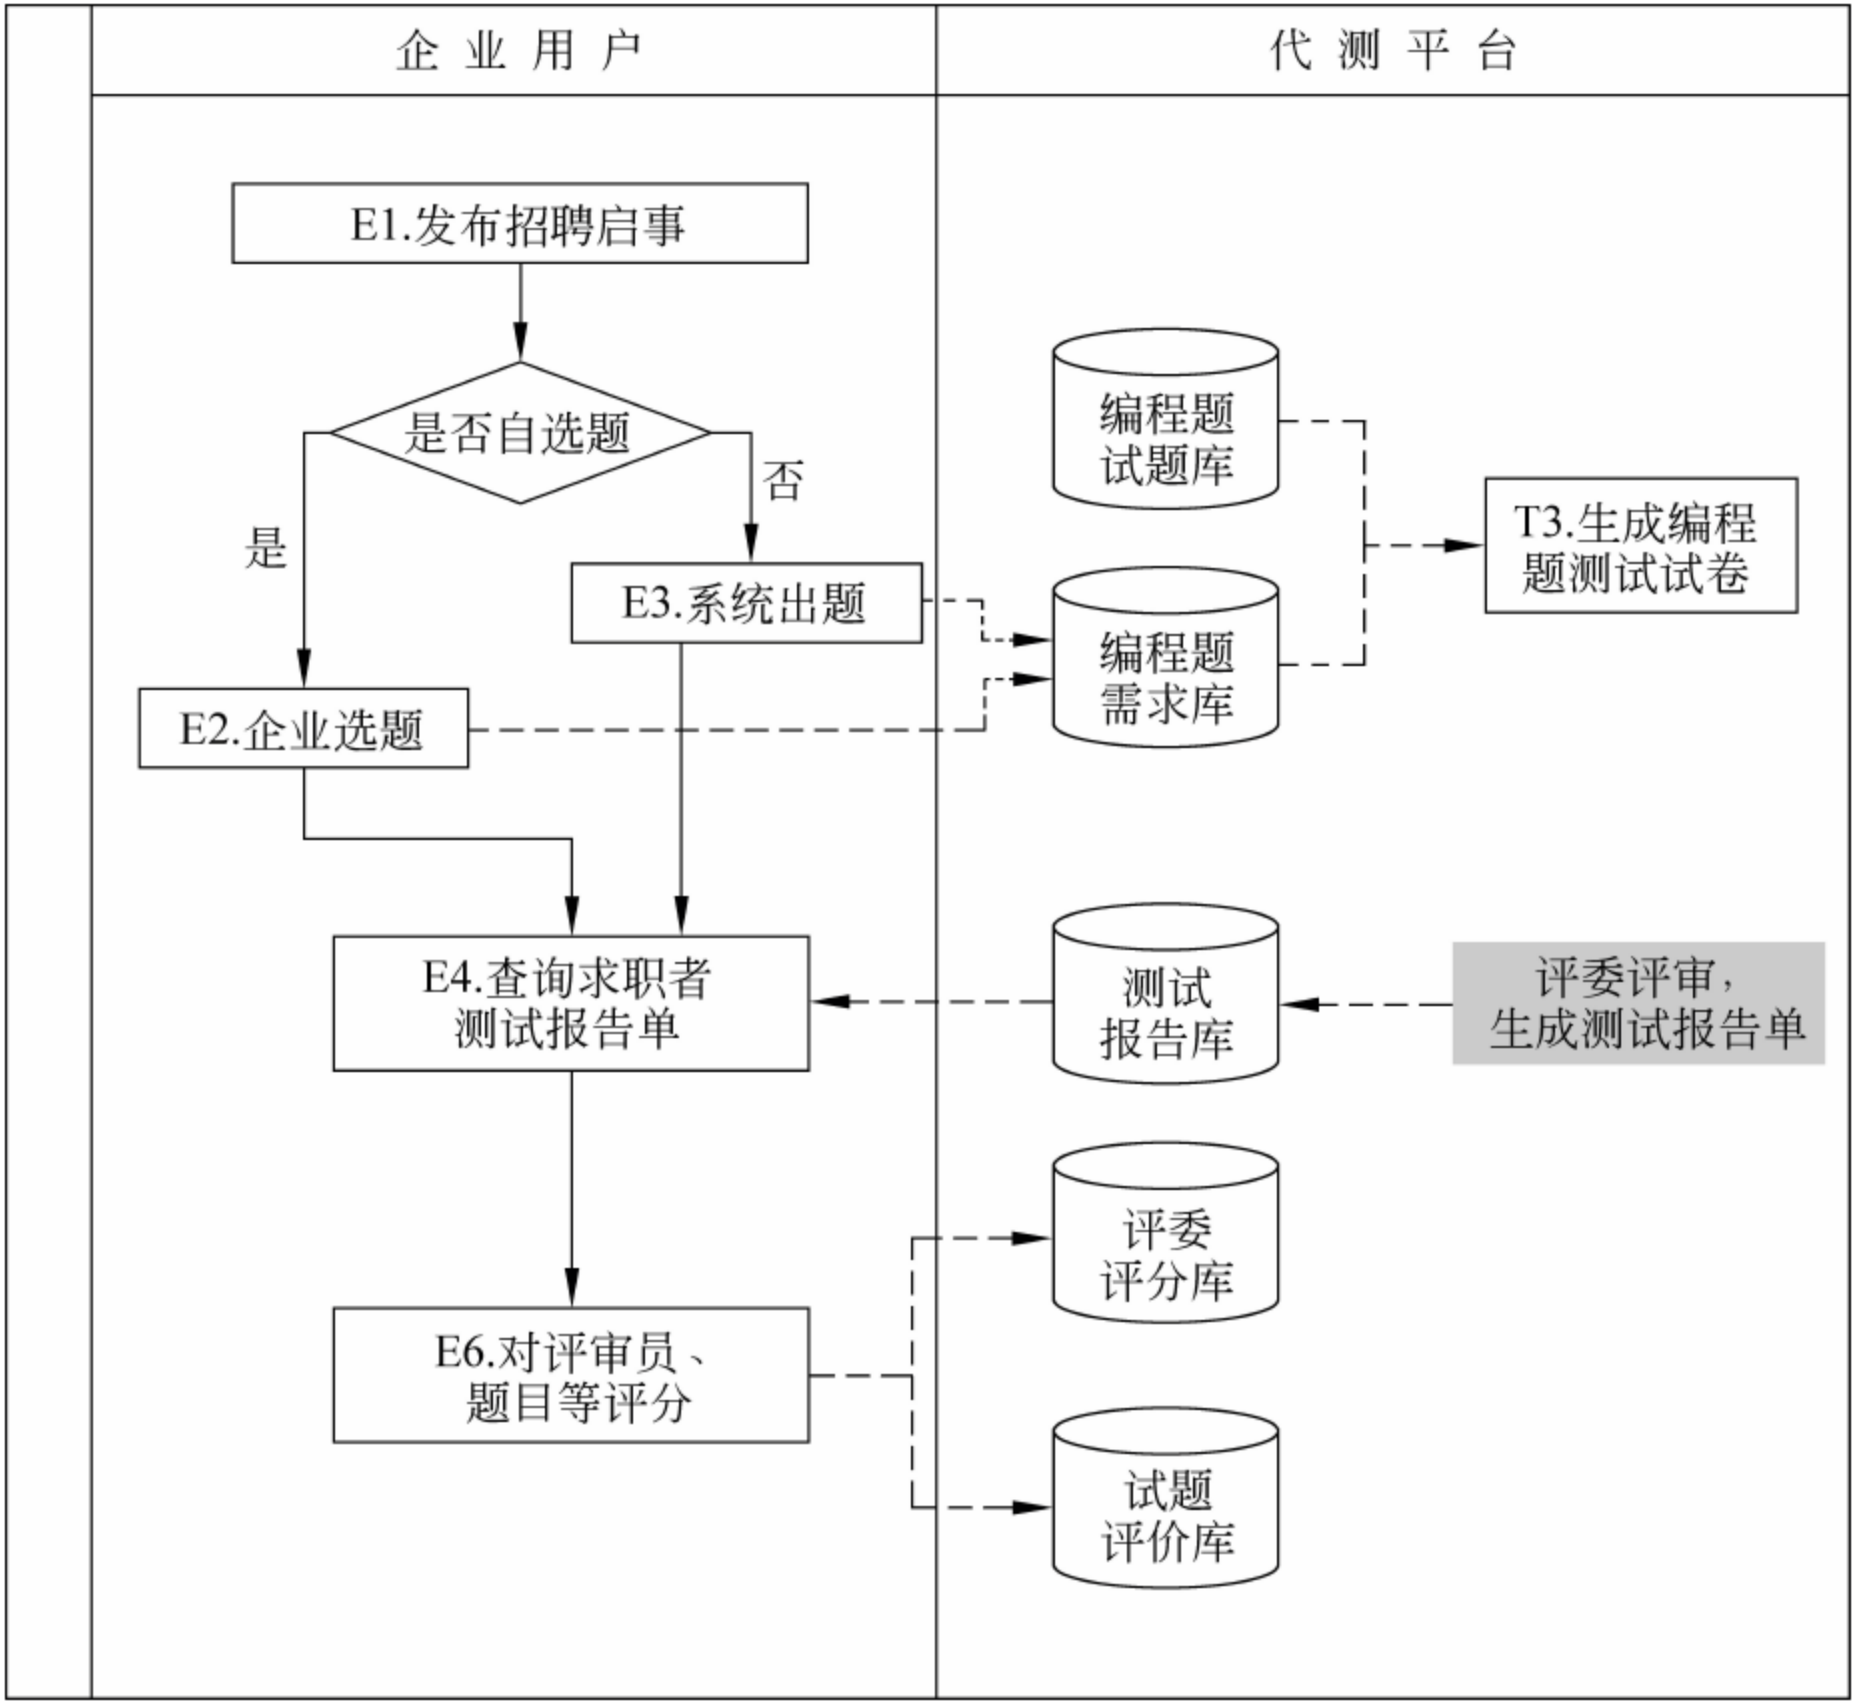 企业用户
代测平台
E1.发布招聘启事
是否自选题
是
否
E3.系统出题
E2.企业选题
编程题
试题库
编程题
需求库
T3.生成编程
题测试试卷
E4.查询求职者
测试报告单
测试
报告库
评委评审，
生成测试报告单
评委
评分库
E6.对评审员、
题目等评分
试题
评价库